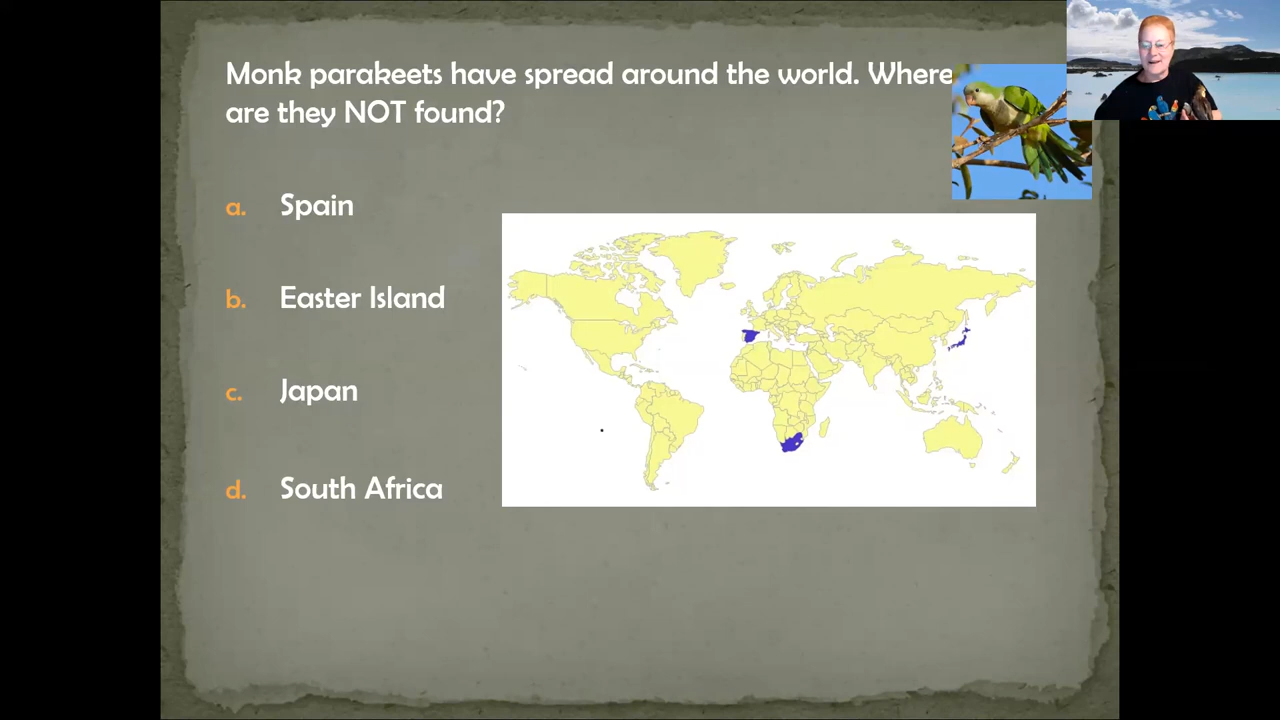 Monk parakeets have spread around the world. Where
are they NOT found?
a. Spain
b. Easter Island
c. Japan
d. South Africa